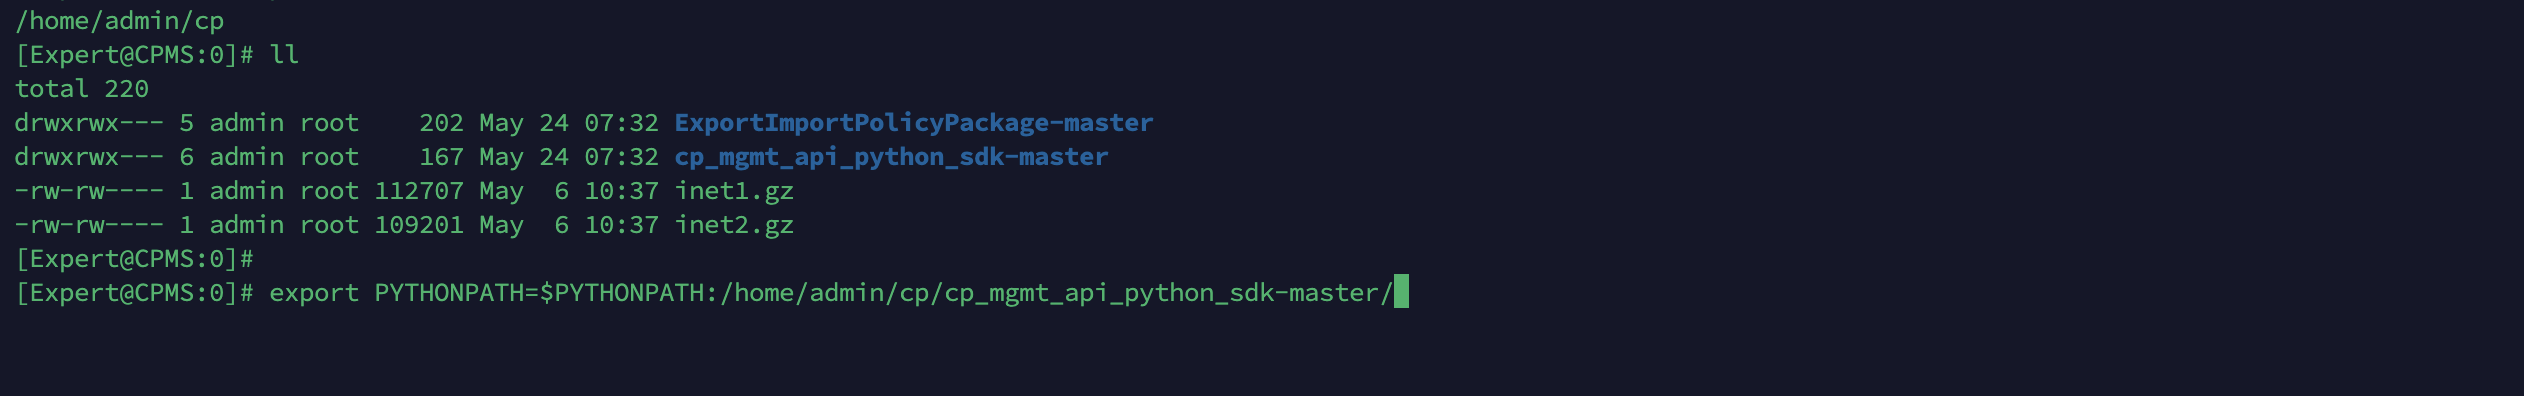 /home/admin/cp
[Expert@CPMS:0]# ll
total 220
drwxrwx--- 5 admin root    202 May 24 07:32 ExportImportPolicyPackage-master
drwxrwx--- 6 admin root    167 May 24 07:32 cp_mgmt_api_python_sdk-master
-rw-rw---- 1 admin root 112707 May  6 10:37 inet1.gz
-rw-rw---- 1 admin root 109201 May  6 10:37 inet2.gz
[Expert@CPMS:0]#
[Expert@CPMS:0]# export PYTHONPATH=$PYTHONPATH:/home/admin/cp/cp_mgmt_api_python_sdk-master/